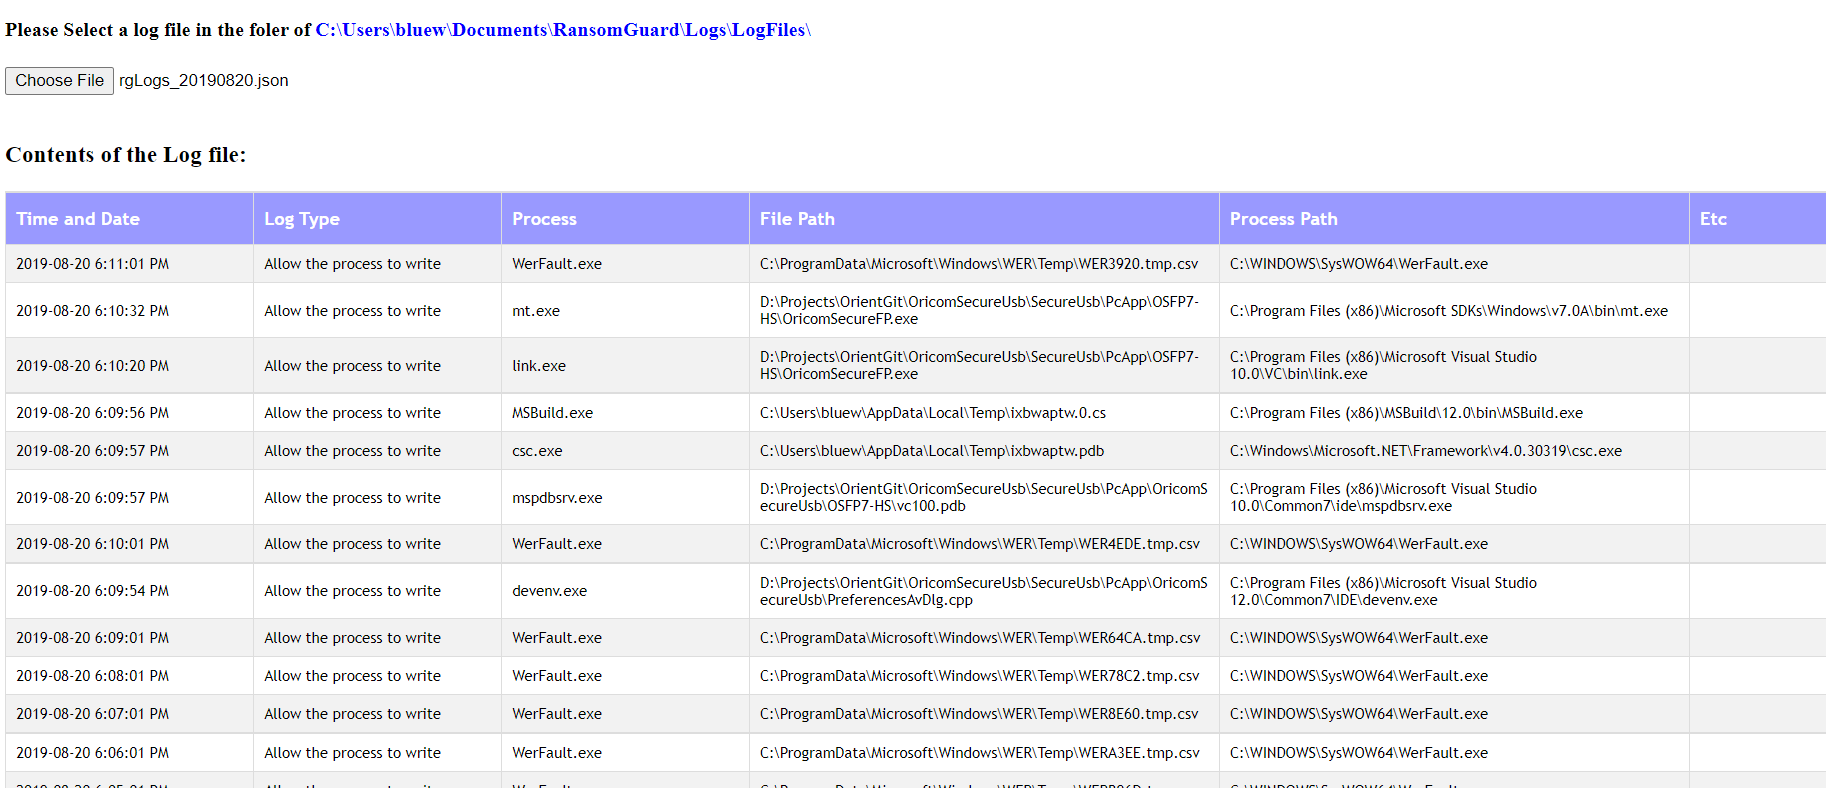 Please Select a log file in the foler of C:\Users\bluew\Documents\RansomGuard\Logs\LogFiles\
Choose File rgLogs_20190820.json
Contents of the Log file:
Time and Date Log Type Process File Path Process Path Etc
2019-08-20 6:11:01 PM Allow the process to write WerFault.exe C:\ProgramData\Microsoft\Windows\WER\Temp\WER3920.tmp.csv C:\WINDOWS\SysWOW64\WerFault.exe
2019-08-20 6:10:32 PM Allow the process to write mt.exe D:\Projects\OrientGit\OricomSecureUsb\SecureUsb\PcApp\OSFP7-
HS\OricomSecureFP.exe C:\Program Files (x86)\Microsoft SDKs\Windows\v7.0A\bin\mt.exe
2019-08-20 6:10:20 PM Allow the process to write link.exe D:\Projects\OrientGit\OricomSecureUsb\SecureUsb\PcApp\OSFP7-
HS\OricomSecureFP.exe C:\Program Files (x86)\Microsoft Visual Studio
10.0\VC\bin\link.exe
2019-08-20 6:09:56 PM Allow the process to write MSBuild.exe C:\Users\bluew\AppData\Local\Temp\ixbwaptw.0.cs C:\Program Files (x86)\MSBuild\12.0\bin\MSBuild.exe
2019-08-20 6:09:57 PM Allow the process to write csc.exe C:\Users\bluew\AppData\Local\Temp\ixbwaptw.pdb C:\Windows\Microsoft.NET\Framework\v4.0.30319\csc.exe
2019-08-20 6:09:57 PM Allow the process to write mspdbsrv.exe D:\Projects\OrientGit\OricomSecureUsb\SecureUsb\PcApp\OricomS
ecureUsb\OSFP7-HS\vc100.pdb C:\Program Files (x86)\Microsoft Visual Studio
10.0\Common7\ide\mspdbsrv.exe
2019-08-20 6:10:01 PM Allow the process to write WerFault.exe C:\ProgramData\Microsoft\Windows\WER\Temp\WER4EDE.tmp.csv C:\WINDOWS\SysWOW64\WerFault.exe
2019-08-20 6:09:54 PM Allow the process to write devenv.exe D:\Projects\OrientGit\OricomSecureUsb\SecureUsb\PcApp\OricomS
ecureUsb\PreferencesAvDlg.cpp C:\Program Files (x86)\Microsoft Visual Studio
12.0\Common7\IDE\devenv.exe
2019-08-20 6:09:01 PM Allow the process to write WerFault.exe C:\ProgramData\Microsoft\Windows\WER\Temp\WER64CA.tmp.csv C:\WINDOWS\SysWOW64\WerFault.exe
2019-08-20 6:08:01 PM Allow the process to write WerFault.exe C:\ProgramData\Microsoft\Windows\WER\Temp\WER78C2.tmp.csv C:\WINDOWS\SysWOW64\WerFault.exe
2019-08-20 6:07:01 PM Allow the process to write WerFault.exe C:\ProgramData\Microsoft\Windows\WER\Temp\WER8E60.tmp.csv C:\WINDOWS\SysWOW64\WerFault.exe
2019-08-20 6:06:01 PM Allow the process to write WerFault.exe C:\ProgramData\Microsoft\Windows\WER\Temp\WERA3EE.tmp.csv C:\WINDOWS\SysWOW64\WerFault.exe